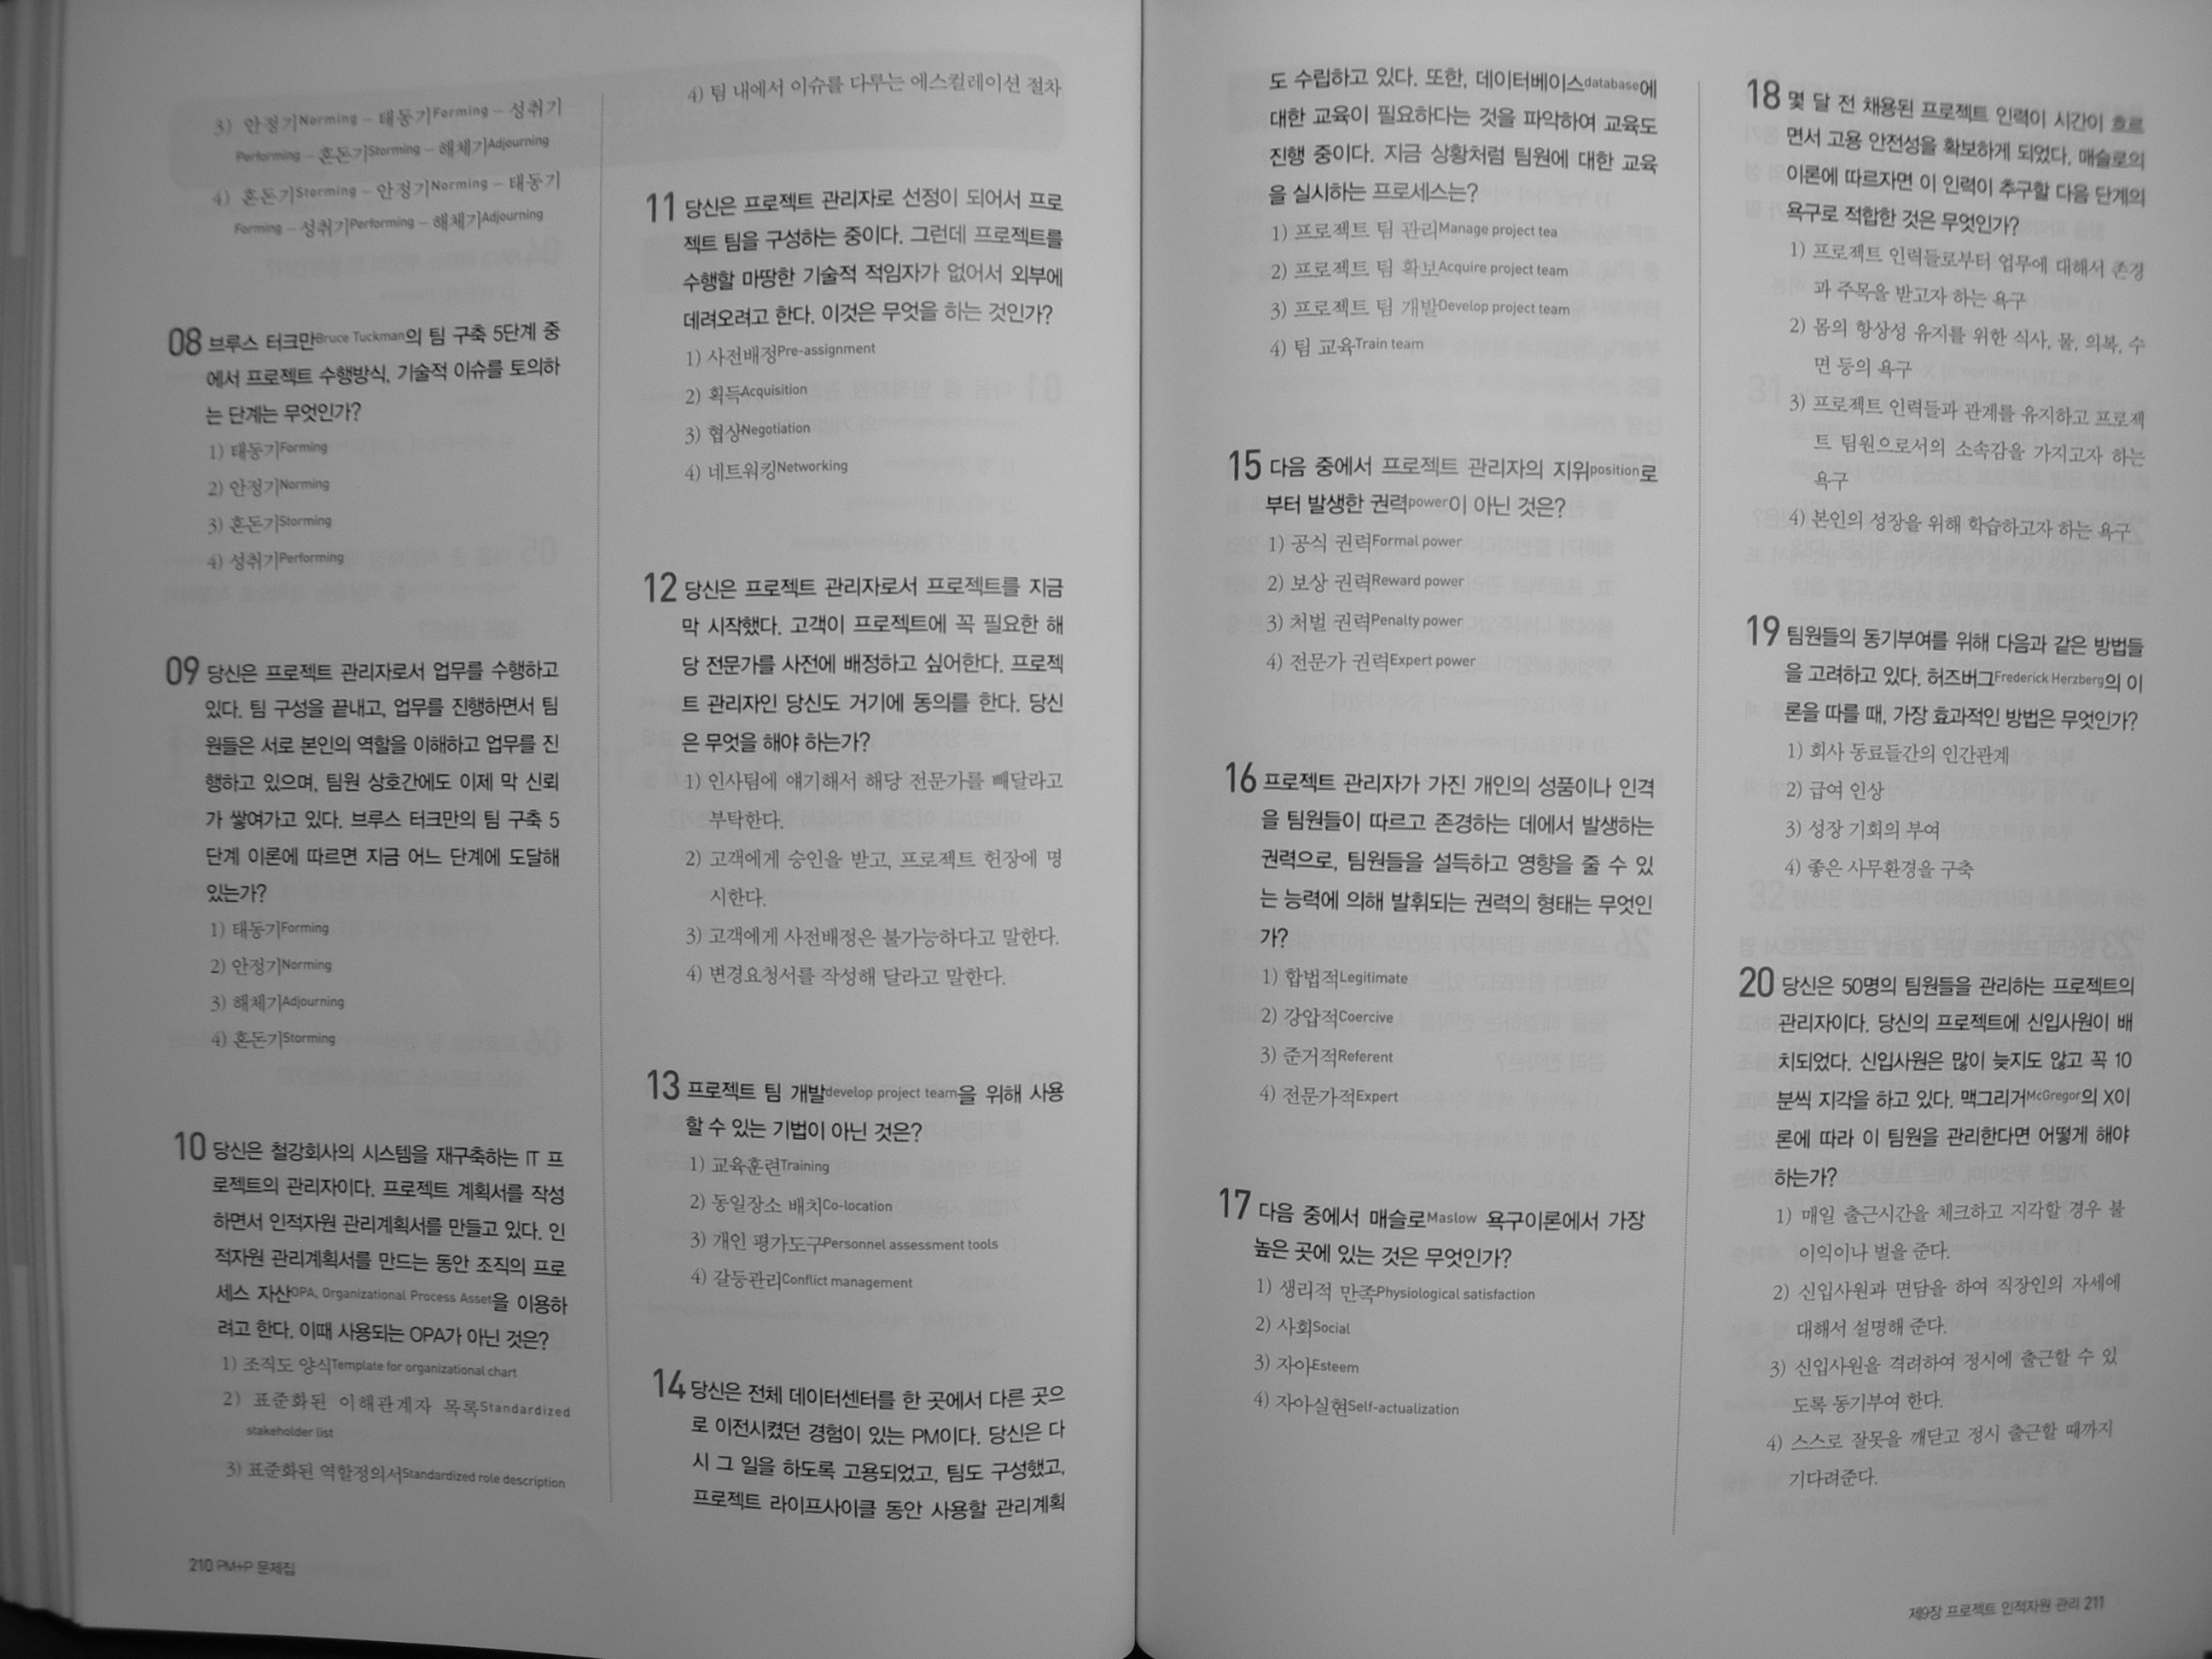 3) 안정기Norming – 태동기Forming – 성취기
Performing – 혼돈기Storming – 해체기Adjourning
4) 혼돈기Storming – 안정기Norming – 태동기
Forming – 성취기Performing – 해체기Adjourning
08 브루스 터크만Bruce Tuckman의 팀 구축 5단계 중
에서 프로젝트 수행방식, 기술적 이슈를 토의하
는 단계는 무엇인가?
1) 태동기Forming
2) 안정기Norming
3) 혼돈기Storming
4) 성취기Performing
09 당신은 프로젝트 관리자로서 업무를 수행하고
있다. 팀 구성을 끝내고, 업무를 진행하면서 팀
원들은 서로 본인의 역할을 이해하고 업무를 진
행하고 있으며, 팀원 상호간에도 이제 막 신뢰
가 쌓여가고 있다. 브루스 터크만의 팀 구축 5
단계 이론에 따르면 지금 어느 단계에 도달해
있는가?
1) 태동기Forming
2) 안정기Norming
3) 해체기Adjourning
4) 혼돈기Storming
10 당신은 철강회사의 시스템을 재구축하는 IT 프
로젝트의 관리자이다. 프로젝트 계획서를 작성
하면서 인적자원 관리계획서를 만들고 있다. 인
적자원 관리계획서를 만드는 동안 조직의 프로
세스 자산OPA, Organizational Process Asset을 이용하
려고 한다. 이때 사용되는 OPA가 아닌 것은?
1) 조직도 양식Template for organizational chart
2) 표준화된 이해관계자 목록Standardized
stakeholder list
3) 표준화된 역할정의서Standardized role description
210 PM+P 문제집
4) 팀 내에서 이슈를 다루는 에스컬레이션 절차
11 당신은 프로젝트 관리자로 선정이 되어서 프로
젝트 팀을 구성하는 중이다. 그런데 프로젝트를
수행할 마땅한 기술적 적임자가 없어서 외부에
데려오려고 한다. 이것은 무엇을 하는 것인가?
1) 사전배정Pre-assignment
2) 획득Acquisition
3) 협상Negotiation
4) 네트워킹Networking
12 당신은 프로젝트 관리자로서 프로젝트를 지금
막 시작했다. 고객이 프로젝트에 꼭 필요한 해
당 전문가를 사전에 배정하고 싶어한다. 프로젝
트 관리자인 당신도 거기에 동의를 한다. 당신
은 무엇을 해야 하는가?
1) 인사팀에 얘기해서 해당 전문가를 빼달라고
부탁한다.
2) 고객에게 승인을 받고, 프로젝트 헌장에 명
시한다.
3) 고객에게 사전배정은 불가능하다고 말한다.
4) 변경요청서를 작성해 달라고 말한다.
13 프로젝트 팀 개발develop project team을 위해 사용
할 수 있는 기법이 아닌 것은?
1) 교육훈련Training
2) 동일장소 배치Co-location
3) 개인 평가도구Personnel assessment tools
4) 갈등관리Conflict management
14 당신은 전체 데이터센터를 한 곳에서 다른 곳으
로 이전시켰던 경험이 있는 PM이다. 당신은 다
시 그 일을 하도록 고용되었고, 팀도 구성했고,
프로젝트 라이프사이클 동안 사용할 관리계획
도 수립하고 있다. 또한, 데이터베이스database에
대한 교육이 필요하다는 것을 파악하여 교육도
진행 중이다. 지금 상황처럼 팀원에 대한 교육
을 실시하는 프로세스는?
1) 프로젝트 팀 관리Manage project tea
2) 프로젝트 팀 확보Acquire project team
3) 프로젝트 팀 개발Develop project team
4) 팀 교육Train team
15 다음 중에서 프로젝트 관리자의 지위position로
부터 발생한 권력power이 아닌 것은?
1) 공식 권력Formal power
2) 보상 권력Reward power
3) 처벌 권력Penalty power
4) 전문가 권력Expert power
16 프로젝트 관리자가 가진 개인의 성품이나 인격
을 팀원들이 따르고 존경하는 데에서 발생하는
권력으로, 팀원들을 설득하고 영향을 줄 수 있
는 능력에 의해 발휘되는 권력의 형태는 무엇인
가?
1) 합법적Legitimate
2) 강압적Coercive
3) 준거적Referent
4) 전문가적Expert
17 다음 중에서 매슬로Maslow 욕구이론에서 가장
높은 곳에 있는 것은 무엇인가?
1) 생리적 만족Physiological satisfaction
2) 사회Social
3) 자아Esteem
4) 자아실현Self-actualization
18 몇 달 전 채용된 프로젝트 인력이 시간이 흐르
면서 고용 안전성을 확보하게 되었다. 매슬로의
이론에 따르자면 이 인력이 추구할 다음 단계의
욕구로 적합한 것은 무엇인가?
1) 프로젝트 인력들로부터 업무에 대해서 존경
과 주목을 받고자 하는 욕구
2) 몸의 항상성 유지를 위한 식사, 물, 의복, 수
면 등의 욕구
3) 프로젝트 인력들과 관계를 유지하고 프로젝
트 팀원으로서의 소속감을 가지고자 하는
욕구
4) 본인의 성장을 위해 학습하고자 하는 욕구
19 팀원들의 동기부여를 위해 다음과 같은 방법들
을 고려하고 있다. 허즈버그Frederick Herzberg의 이
론을 따를 때, 가장 효과적인 방법은 무엇인가?
1) 회사 동료들간의 인간관계
2) 급여 인상
3) 성장 기회의 부여
4) 좋은 사무환경을 구축
20 당신은 50명의 팀원들을 관리하는 프로젝트의
관리자이다. 당신의 프로젝트에 신입사원이 배
치되었다. 신입사원은 많이 늦지도 않고 꼭 10
분씩 지각을 하고 있다. 맥그리거McGregor의 X이
론에 따라 이 팀원을 관리한다면 어떻게 해야
하는가?
1) 매일 출근시간을 체크하고 지각할 경우 불
이익이나 벌을 준다.
2) 신입사원과 면담을 하여 직장인의 자세에
대해서 설명해 준다.
3) 신입사원을 격려하여 정시에 출근할 수 있
도록 동기부여 한다.
4) 스스로 잘못을 깨닫고 정시 출근할 때까지
기다려준다.
제9장 프로젝트 인적자원 관리 211